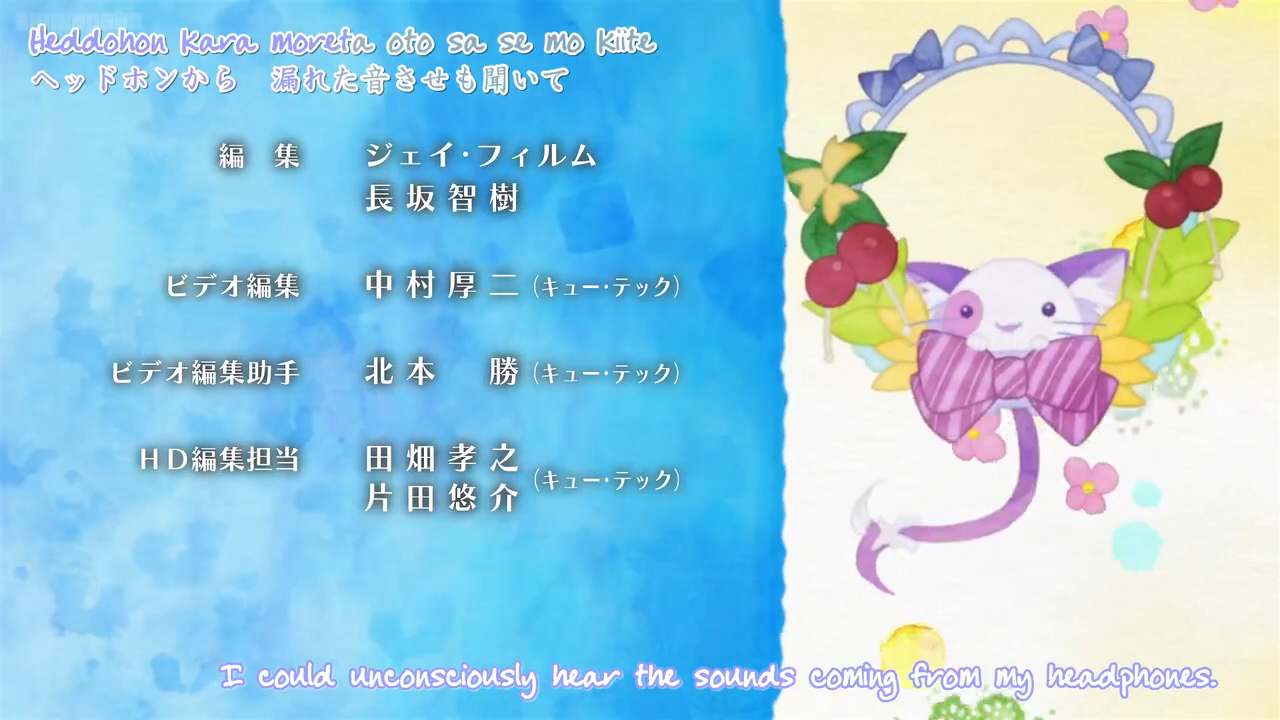 Heddohon kara moreta oto sa se mo kiite
ヘッドホンから 漏れた音させも聞いて
編 集 ジェイ・フィルム
長坂智樹
ビデオ編集 中村厚二(キュー・テック)
ビデオ編集助手 北本 勝(キュー・テック)
HD編集担当 田畑孝之
片田悠介(キュー・テック)
I could unconsciously hear the sounds coming from my headphones.